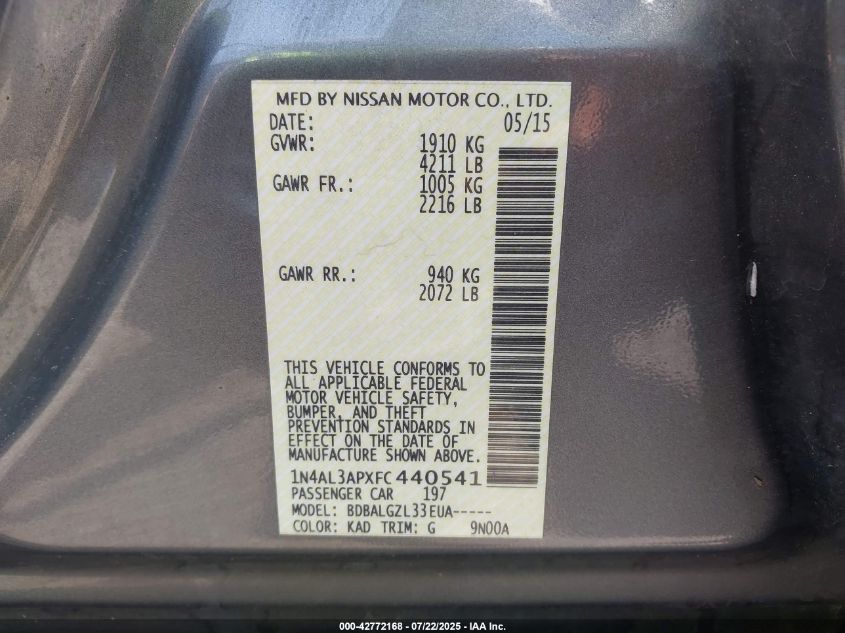 MFD BY NISSAN MOTOR CO., LTD.
DATE: 05/15
GVWR: 1910 KG
4211 LB
GAWR FR.: 1005 KG
2216 LB
GAWR RR.: 940 KG
2072 LB
THIS VEHICLE CONFORMS TO
ALL APPLICABLE FEDERAL
MOTOR VEHICLE SAFETY,
BUMPER, AND THEFT
PREVENTION STANDARDS IN
EFFECT ON THE DATE OF
MANUFACTURE SHOWN ABOVE.
1N4AL3APXFC440541
PASSENGER CAR 197
MODEL: BDBALGZL33EUA-----
COLOR: KAD TRIM: G 9N00A
000-42772168 - 07/22/2025 - IAA Inc.